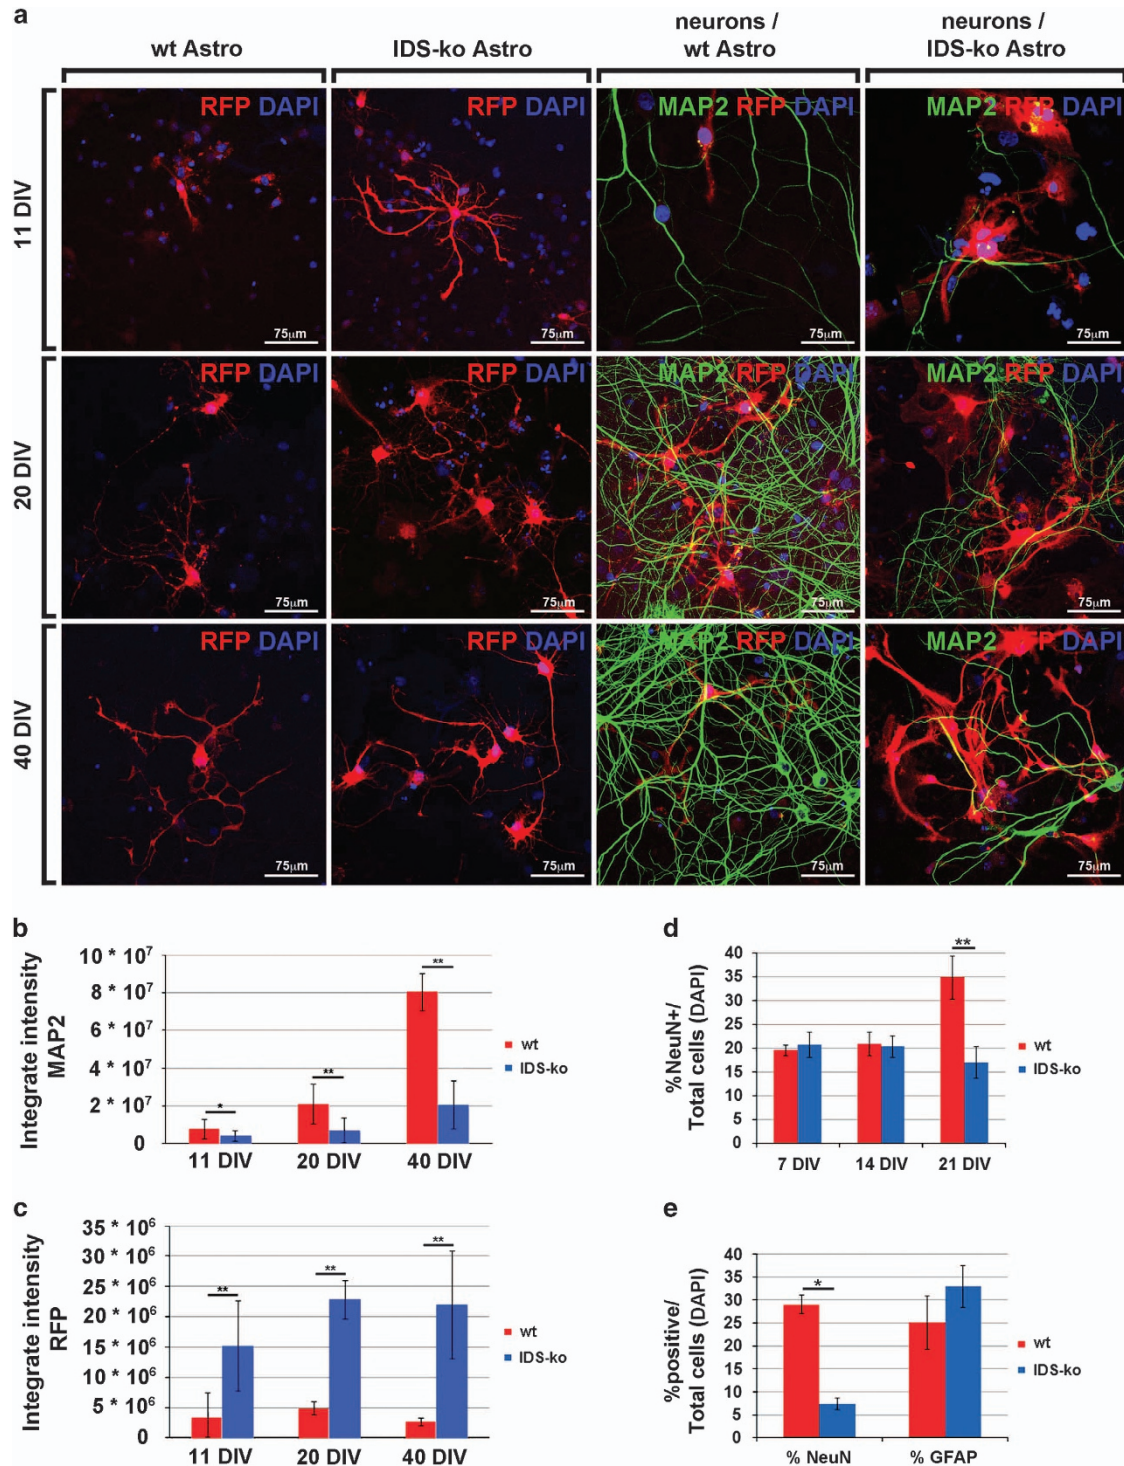 a
wt Astro
IDS-ko Astro
neurons /
wt Astro
neurons /
IDS-ko Astro
11 DIV
RFP DAPI
75μm
RFP DAPI
75μm
MAP2 RFP DAPI
75μm
MAP2 RFP DAPI
75μm
20 DIV
RFP DAPI
75μm
RFP DAPI
75μm
MAP2 RFP DAPI
75μm
MAP2 RFP DAPI
75μm
40 DIV
RFP DAPI
75μm
RFP DAPI
75μm
MAP2 RFP DAPI
75μm
MAP2 RFP DAPI
75μm
b
Integrate intensity
MAP2
10 * 10⁷
8 * 10⁷
6 * 10⁷
4 * 10⁷
2 * 10⁷
0
*
**
**
11 DIV
20 DIV
40 DIV
wt
IDS-ko
c
Integrate intensity
RFP
35 * 10⁶
30 * 10⁶
25 * 10⁶
20 * 10⁶
15 * 10⁶
10 * 10⁶
5 * 10⁶
0
**
**
**
11 DIV
20 DIV
40 DIV
wt
IDS-ko
d
%NeuN+/
Total cells (DAPI)
40
35
30
25
20
15
10
5
0
**
7 DIV
14 DIV
21 DIV
wt
IDS-ko
e
%positive/
Total cells (DAPI)
40
35
30
25
20
15
10
5
0
*
% NeuN
% GFAP
wt
IDS-ko